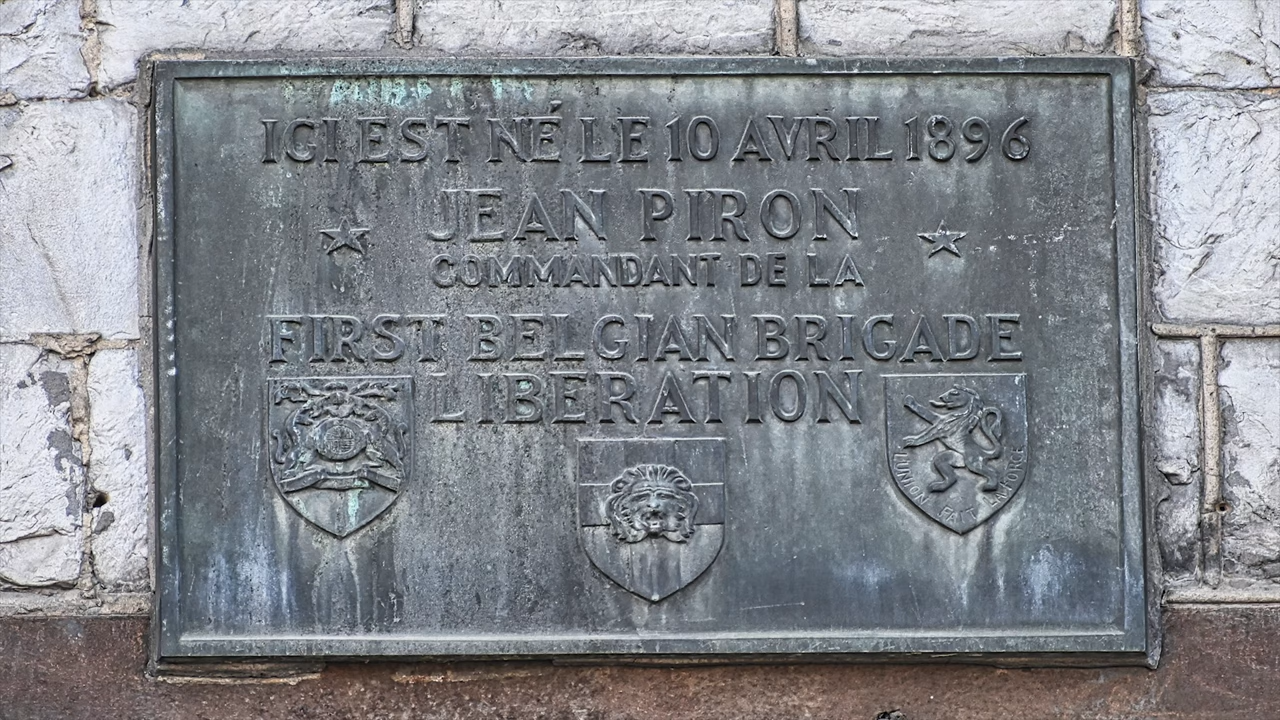 ICI EST NÉ LE 10 AVRIL 1896
JEAN PIRON
COMMANDANT DE LA
FIRST BELGIAN BRIGADE
LIBERATION
L'UNION FAIT LA FORCE